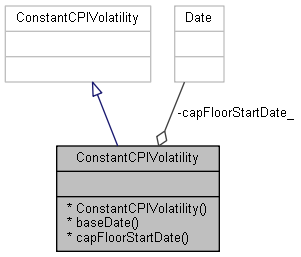 ConstantCPIVolatility
Date
-capFloorStartDate_
ConstantCPIVolatility
* ConstantCPIVolatility()
* baseDate()
* capFloorStartDate()